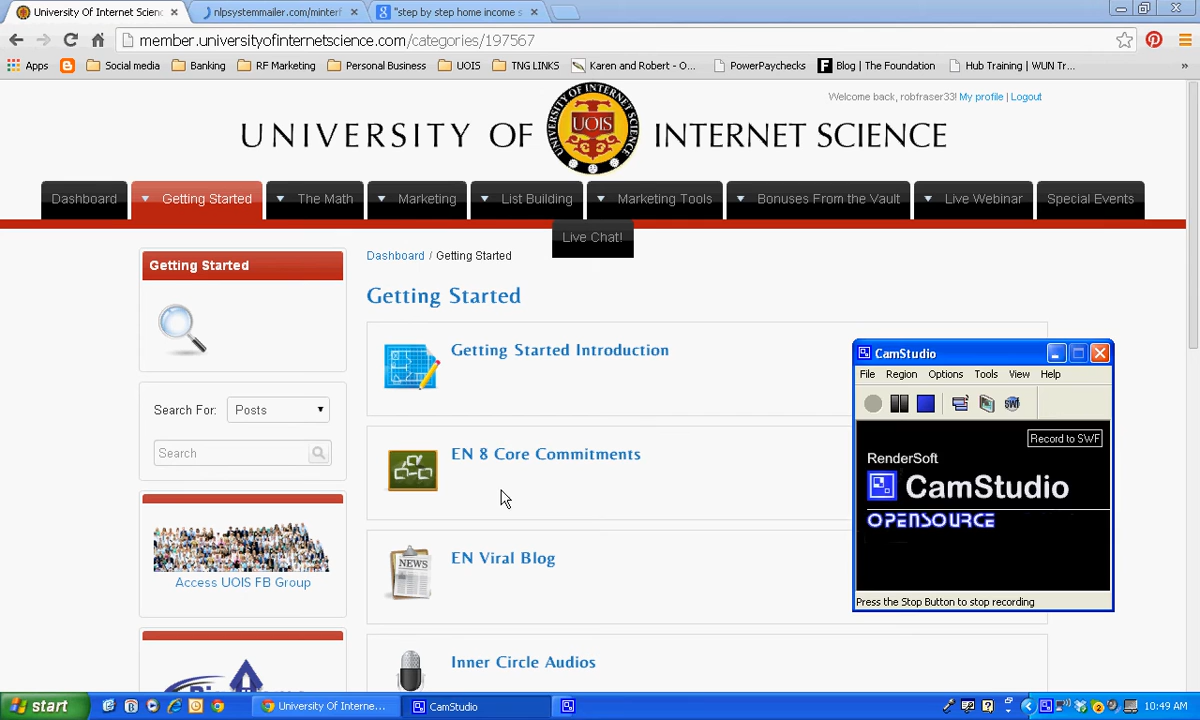 University Of Internet Scienc
nlpsystemmailer.com/minterf
"step by step home income s
member.universityofinternetscience.com/categories/197567
Apps
Social media
Banking
RF Marketing
Personal Business
UOIS
TNG LINKS
Karen and Robert - O...
PowerPaychecks
Blog | The Foundation
Hub Training | WUN Tr...
»
Welcome back, robfraser33! My profile | Logout
UNIVERSITY OF UOIS INTERNET SCIENCE
Dashboard
Getting Started
The Math
Marketing
List Building
Marketing Tools
Bonuses From the Vault
Live Webinar
Special Events
Live Chat!
Getting Started
Dashboard / Getting Started
Getting Started
Getting Started Introduction
Search For: Posts
Search
EN 8 Core Commitments
Access UOIS FB Group
NEWS
EN Viral Blog
Inner Circle Audios
CamStudio
File Region Options Tools View Help
Record to SWF
RenderSoft
CamStudio
OPENSOURCE
Press the Stop Button to stop recording
start
University Of Interne...
CamStudio
10:49 AM